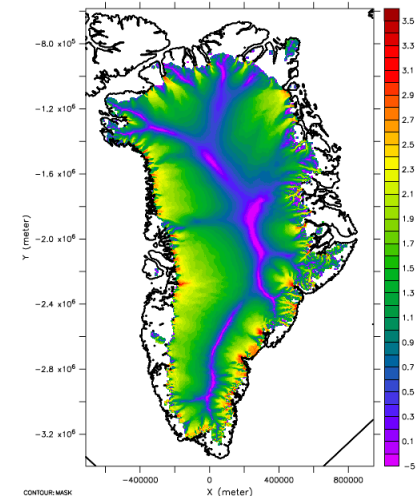 −8.0 x10⁵
−1.2 x10⁶
−1.6 x10⁶
−2.0 x10⁶
−2.4 x10⁶
−2.8 x10⁶
−3.2 x10⁶
Y (meter)
−400000 0 400000 800000
X (meter)
CONTOUR: MASK
3.5
3.3
3.1
2.9
2.7
2.5
2.3
2.1
1.9
1.7
1.5
1.3
1.1
0.9
0.7
0.5
0.3
0.1
−5